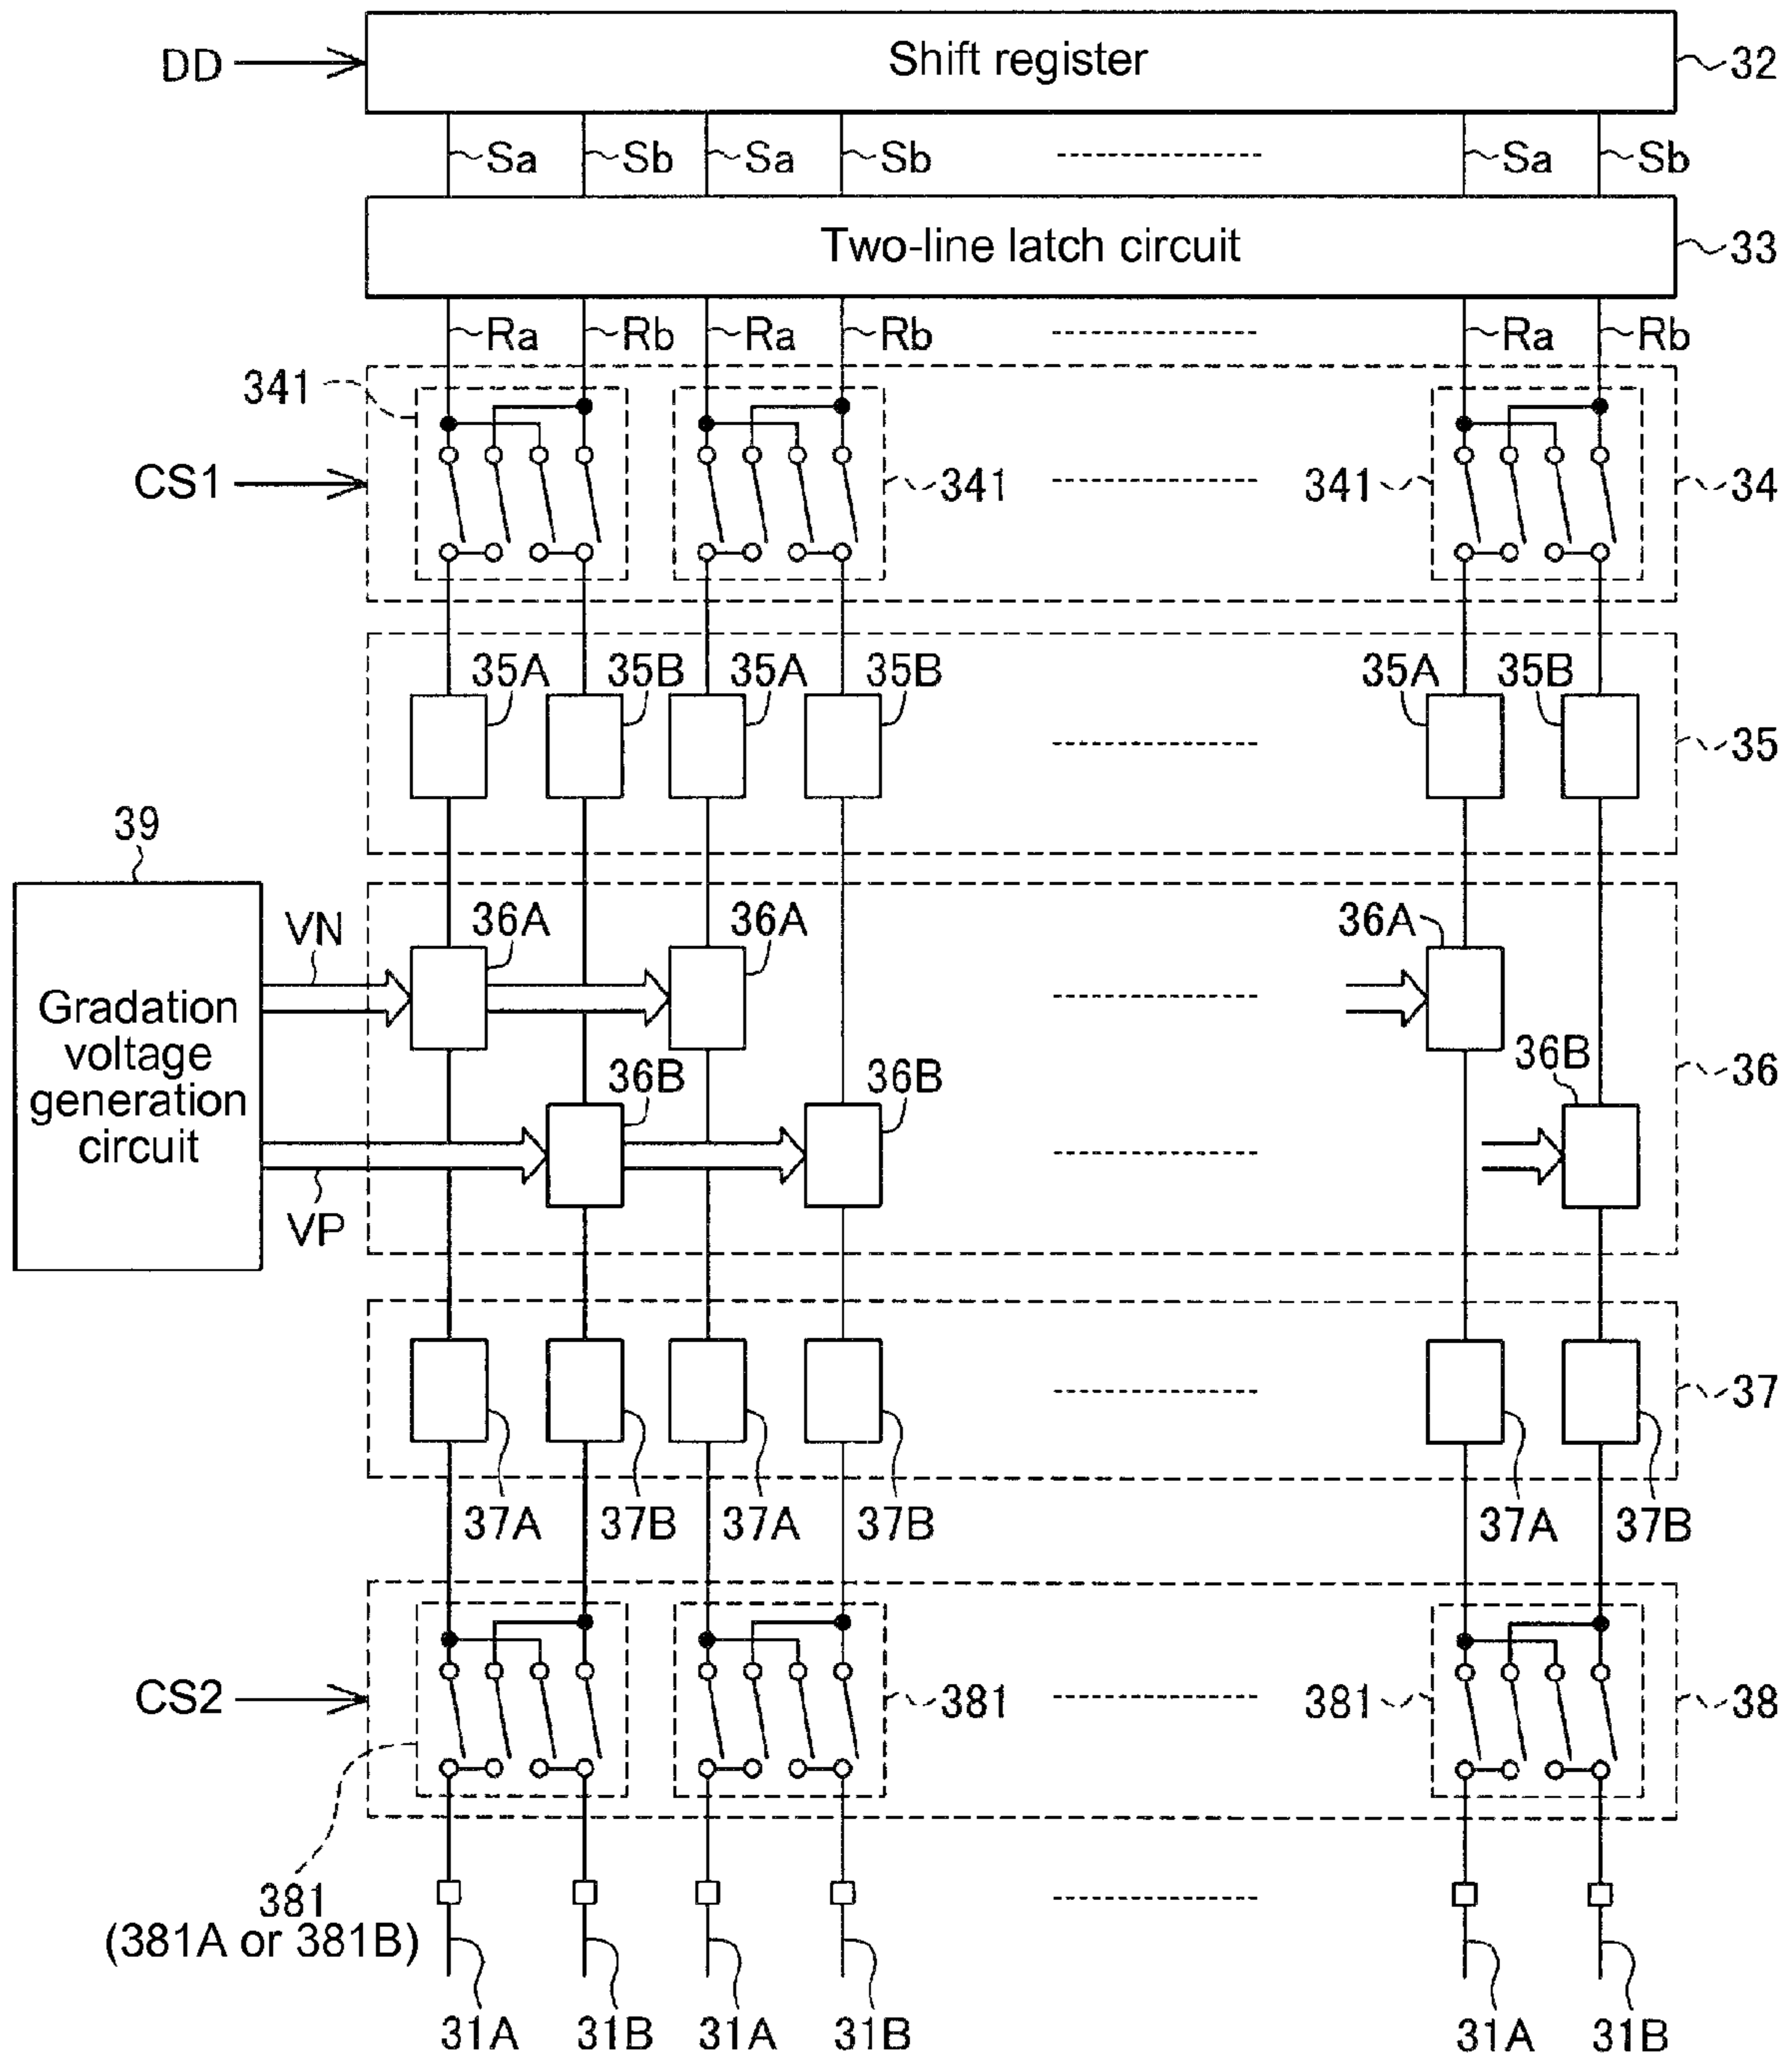 DD
Shift register
32
Sa Sb Sa Sb Sa Sb
Two-line latch circuit
33
Ra Rb Ra Rb Ra Rb
341
CS1
341
341
34
35A 35B 35A 35B 35A 35B
35
39
VN
36A 36A 36A
Gradation
voltage
generation
circuit
36B 36B 36B
36
VP
37
37A 37B 37A 37B 37A 37B
CS2
381
381
38
381
(381A or 381B)
31A 31B 31A 31B 31A 31B